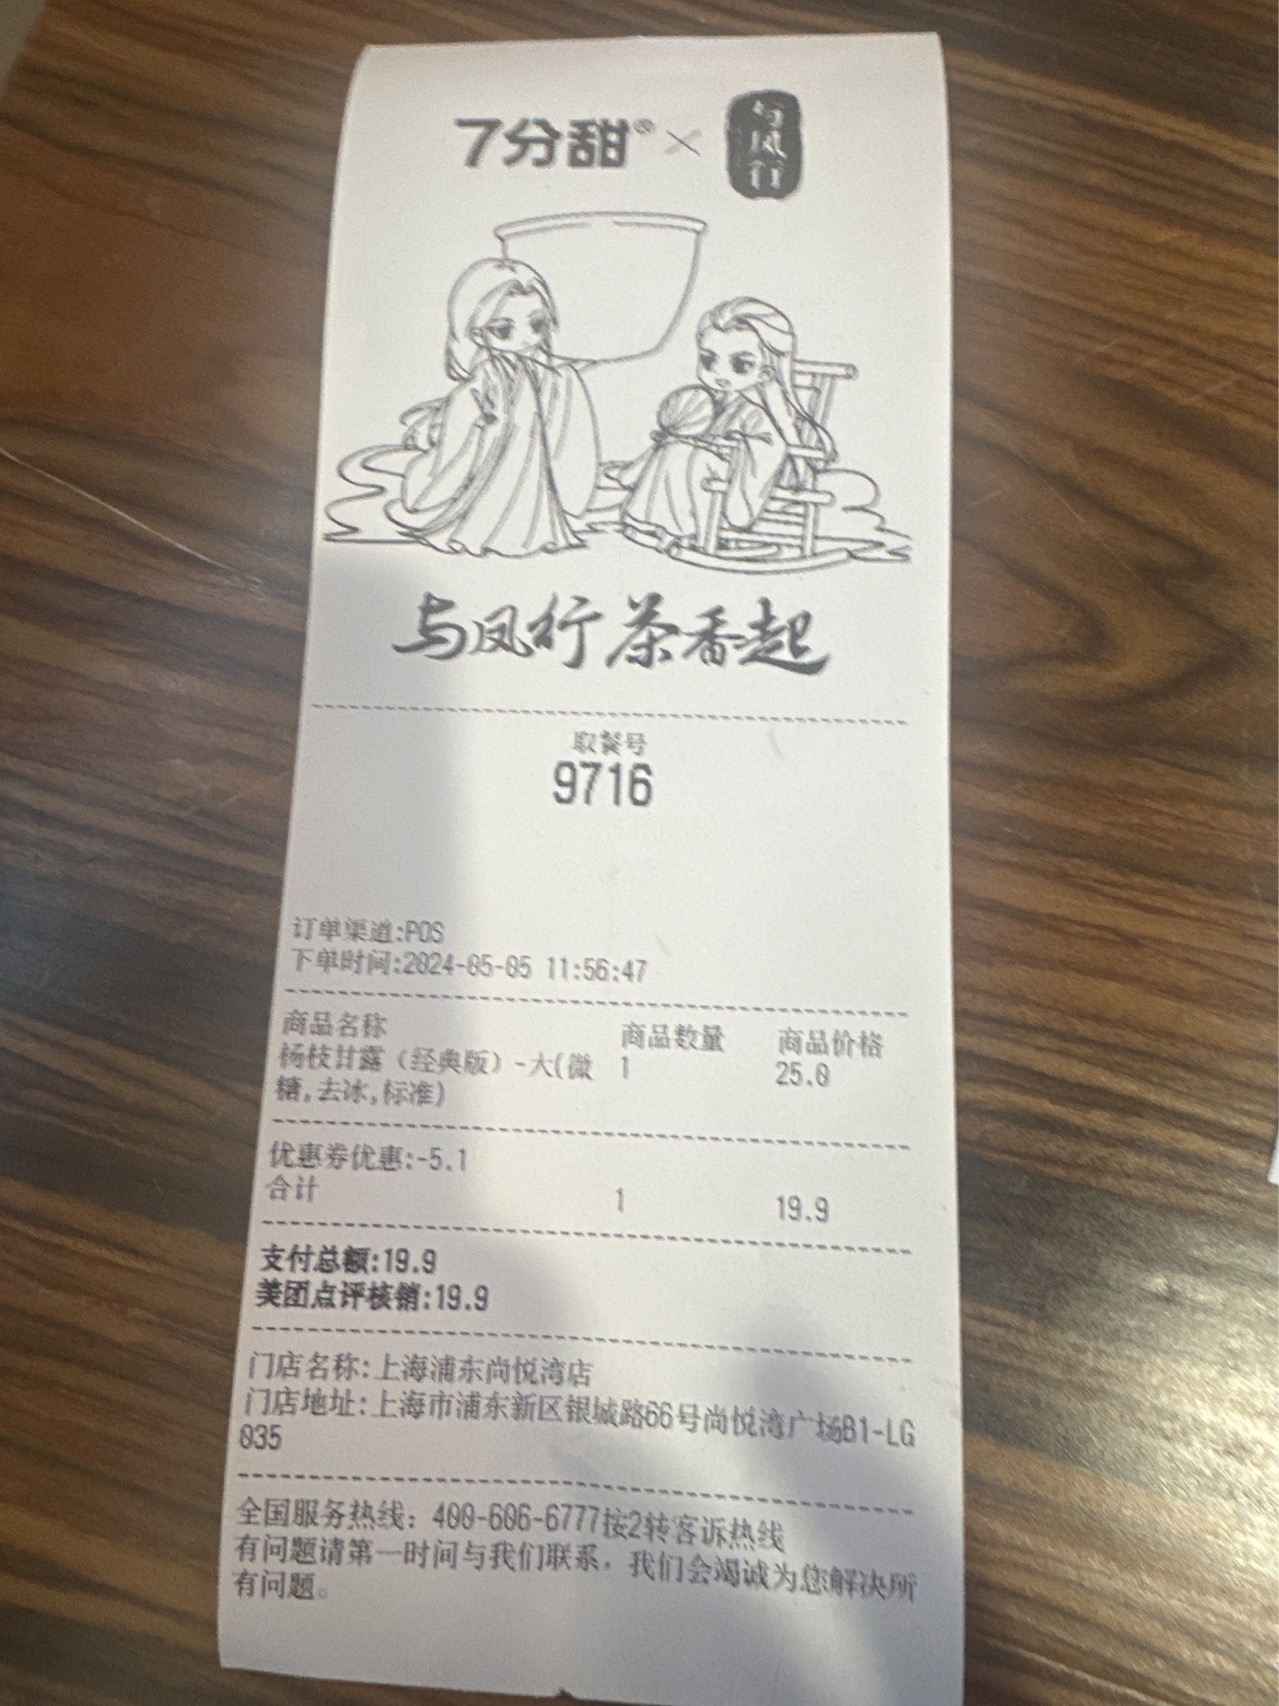 7分甜® × 与凤行
与凤行 茶香起
取餐号
9716
订单渠道:POS
下单时间:2024-05-05 11:56:47
商品名称 商品数量 商品价格
杨枝甘露（经典版）-大(微 1 25.0
糖,去冰,标准)
优惠券优惠:-5.1
合计 1 19.9
支付总额:19.9
美团点评核销:19.9
门店名称:上海浦东尚悦湾店
门店地址:上海市浦东新区银城路66号尚悦湾广场B1-LG
035
全国服务热线：400-606-6777按2转客诉热线
有问题请第一时间与我们联系，我们会竭诚为您解决所
有问题。